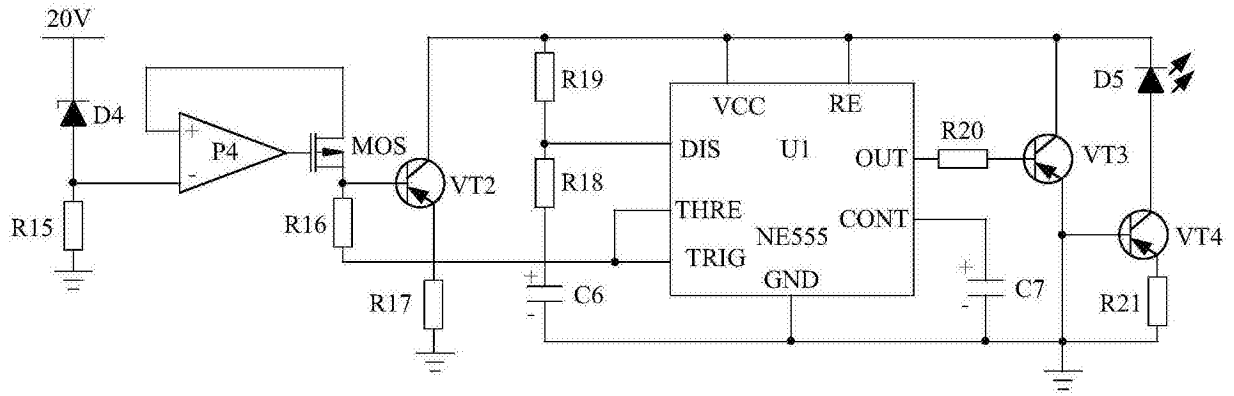 20V
D4
R15
+
P4
-
MOS
R16
VT2
R17
R19
R18
+
C6
-
VCC
RE
DIS
U1
OUT
THRE
CONT
NE555
TRIG
GND
R20
VT3
+
C7
-
D5
VT4
R21